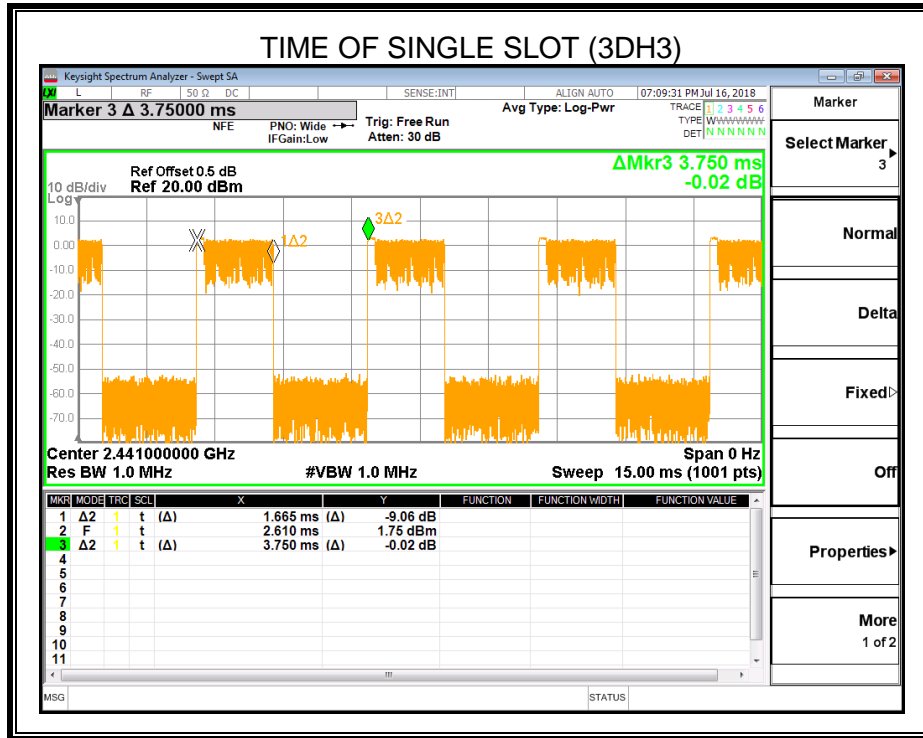 TIME OF SINGLE SLOT (3DH3)
Keysight Spectrum Analyzer - Swept SA
LXI L RF 50 Ω DC SENSE:INT ALIGN AUTO 07:09:31 PM Jul 16, 2018
Marker 3 Δ 3.75000 ms
NFE
PNO: Wide
IFGain:Low
Trig: Free Run
Atten: 30 dB
Avg Type: Log-Pwr
TRACE 1 2 3 4 5 6
TYPE WWWWWW
DET N N N N N N
ΔMkr3 3.750 ms
-0.02 dB
Ref Offset 0.5 dB
Ref 20.00 dBm
10 dB/div
Log
10.0
0.00
-10.0
-20.0
-30.0
-40.0
-50.0
-60.0
-70.0
1Δ2
3Δ2
Center 2.441000000 GHz
Span 0 Hz
Res BW 1.0 MHz
#VBW 1.0 MHz
Sweep 15.00 ms (1001 pts)
MKR MODE TRC SCL X Y FUNCTION FUNCTION WIDTH FUNCTION VALUE
1 Δ2 1 t (Δ) 1.665 ms (Δ) -9.06 dB
2 F 1 t 2.610 ms 1.75 dBm
3 Δ2 1 t (Δ) 3.750 ms (Δ) -0.02 dB
4
5
6
7
8
9
10
11
MSG
STATUS
Marker
Select Marker
3
Normal
Delta
Fixed
Off
Properties
More
1 of 2